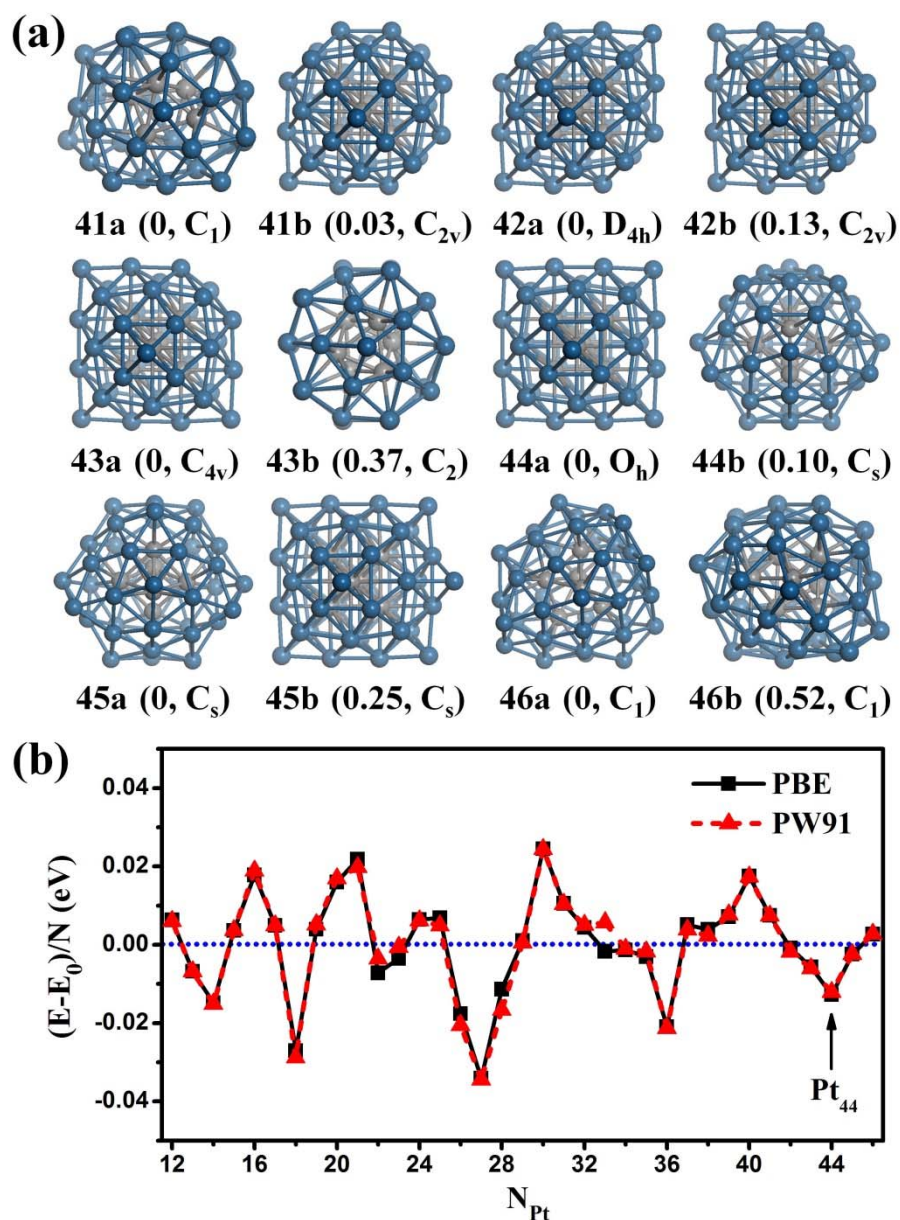 (a)
41a (0, C₁) 41b (0.03, C₂ᵥ) 42a (0, D₄ₕ) 42b (0.13, C₂ᵥ)
43a (0, C₄ᵥ) 43b (0.37, C₂) 44a (0, Oₕ) 44b (0.10, Cₛ)
45a (0, Cₛ) 45b (0.25, Cₛ) 46a (0, C₁) 46b (0.52, C₁)
(b)
PBE
PW91
0.04
0.02
0.00
-0.02
-0.04
(E-E₀)/N (eV)
Pt₄₄
12 16 20 24 28 32 36 40 44
N_Pt